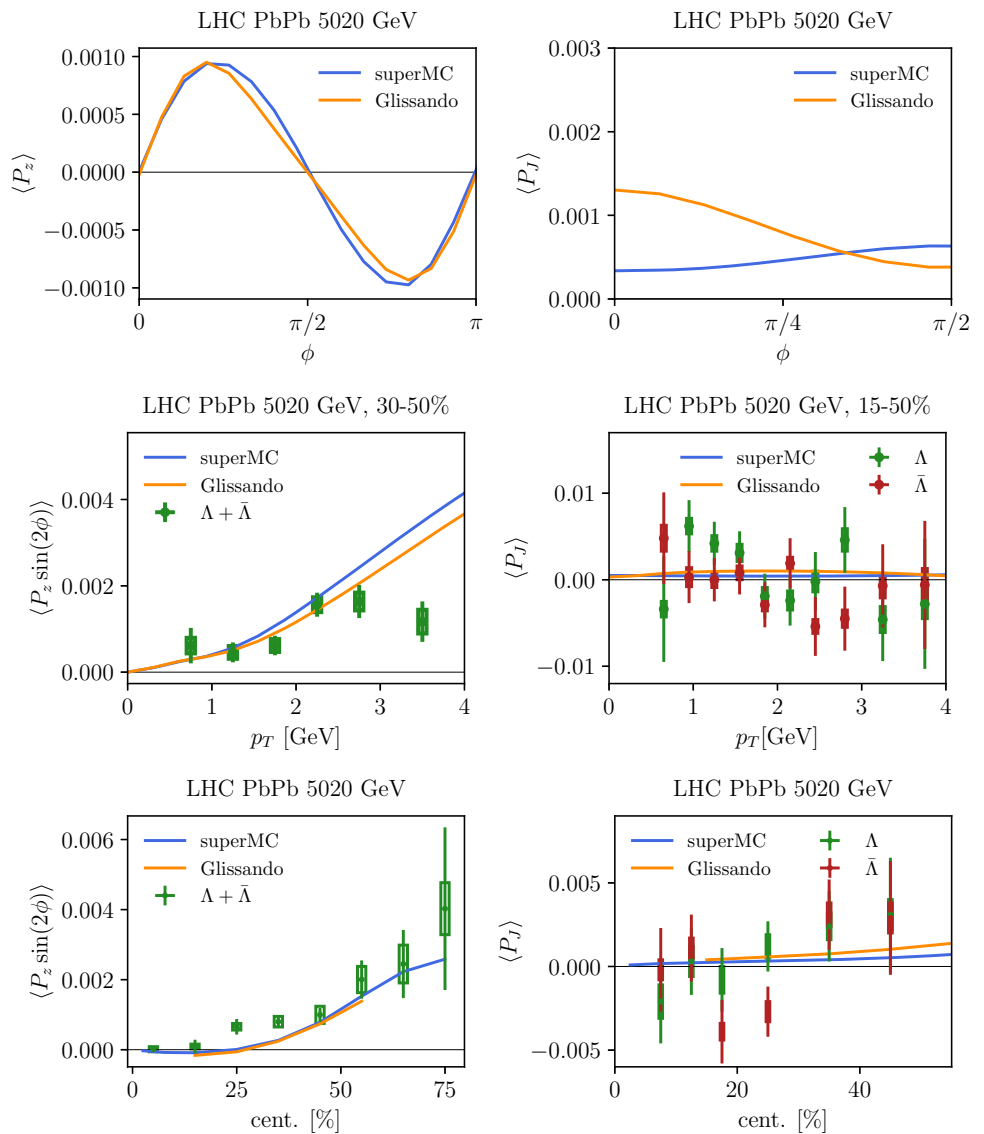 LHC PbPb 5020 GeV
⟨P_z⟩
0.0010
0.0005
0.0000
−0.0005
−0.0010
superMC
Glissando
0
π/2
π
ϕ
LHC PbPb 5020 GeV
⟨P_J⟩
0.003
0.002
0.001
0.000
superMC
Glissando
0
π/4
π/2
ϕ
LHC PbPb 5020 GeV, 30-50%
⟨P_z sin(2ϕ)⟩
0.004
0.002
0.000
superMC
Glissando
Λ + Λ̄
0 1 2 3 4
p_T [GeV]
LHC PbPb 5020 GeV, 15-50%
⟨P_J⟩
0.01
0.00
−0.01
superMC
Glissando
Λ
Λ̄
0 1 2 3 4
p_T[GeV]
LHC PbPb 5020 GeV
⟨P_z sin(2ϕ)⟩
0.006
0.004
0.002
0.000
superMC
Glissando
Λ + Λ̄
0 25 50 75
cent. [%]
LHC PbPb 5020 GeV
⟨P_J⟩
0.005
0.000
−0.005
superMC
Glissando
Λ
Λ̄
0 20 40
cent. [%]